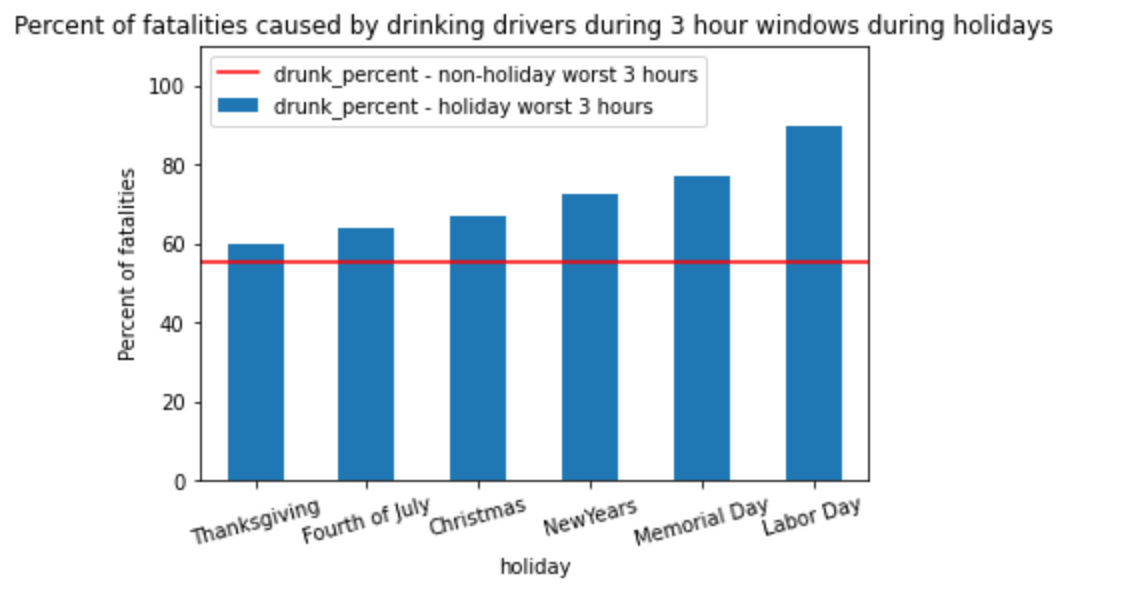 Percent of fatalities caused by drinking drivers during 3 hour windows during holidays
drunk_percent - non-holiday worst 3 hours
drunk_percent - holiday worst 3 hours
Percent of fatalities
100
80
60
40
20
0
Thanksgiving
Fourth of July
Christmas
NewYears
Memorial Day
Labor Day
holiday